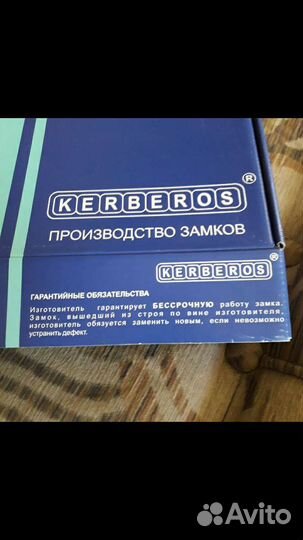 KERBEROS®
ПРОИЗВОДСТВО ЗАМКОВ
KERBEROS®
ГАРАНТИЙНЫЕ ОБЯЗАТЕЛЬСТВА
Изготовитель гарантирует БЕССРОЧНУЮ работу замка.
Замок, вышедший из строя по вине изготовителя,
изготовитель обязуется заменить новым, если невозможно
устранить дефект.
Avito